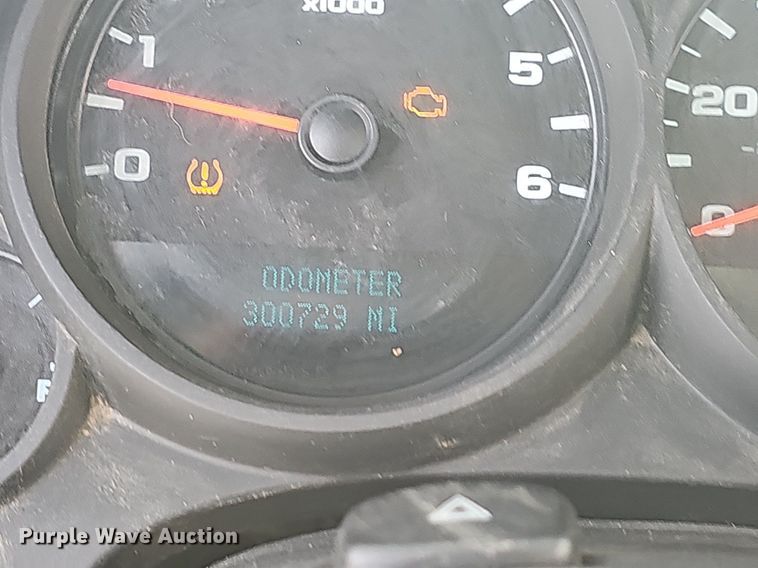 x1000
1
5
20
0
6
0
ODOMETER
300729 MI
Purple Wave Auction